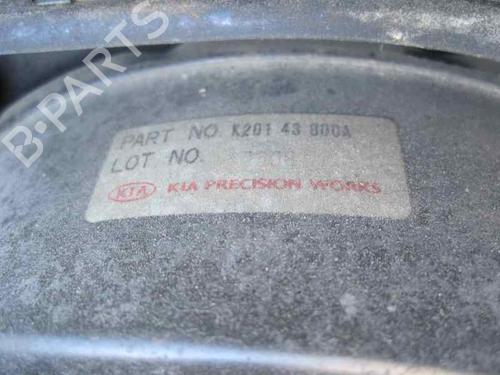 PART NO. K201 43 800A
LOT NO.
KIA KIA PRECISION WORKS
B-PARTS